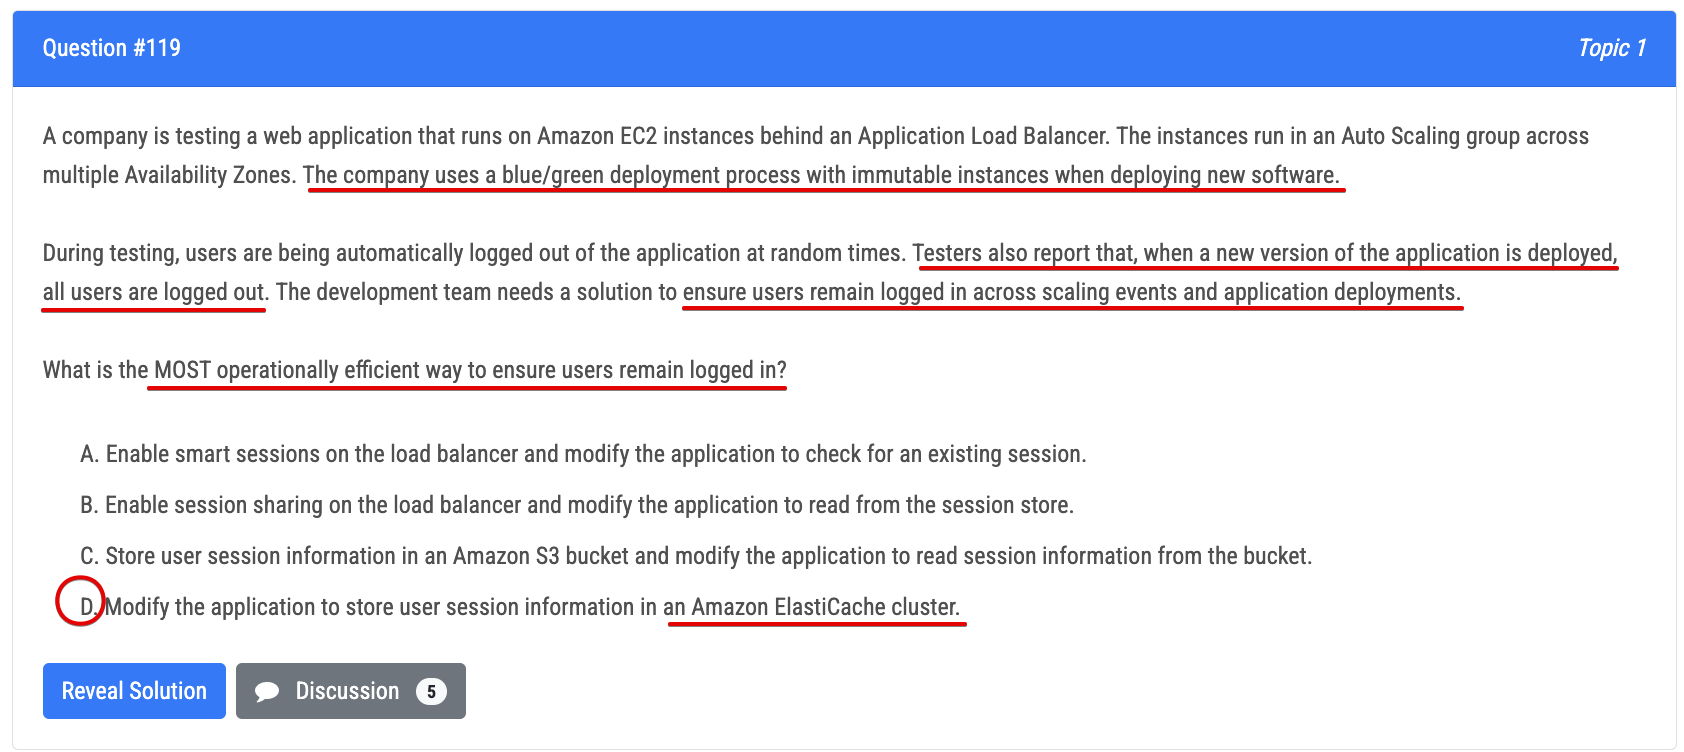 Question #119
Topic 1
A company is testing a web application that runs on Amazon EC2 instances behind an Application Load Balancer. The instances run in an Auto Scaling group across
multiple Availability Zones. The company uses a blue/green deployment process with immutable instances when deploying new software.
During testing, users are being automatically logged out of the application at random times. Testers also report that, when a new version of the application is deployed,
all users are logged out. The development team needs a solution to ensure users remain logged in across scaling events and application deployments.
What is the MOST operationally efficient way to ensure users remain logged in?
A. Enable smart sessions on the load balancer and modify the application to check for an existing session.
B. Enable session sharing on the load balancer and modify the application to read from the session store.
C. Store user session information in an Amazon S3 bucket and modify the application to read session information from the bucket.
D. Modify the application to store user session information in an Amazon ElastiCache cluster.
Reveal Solution
Discussion 5